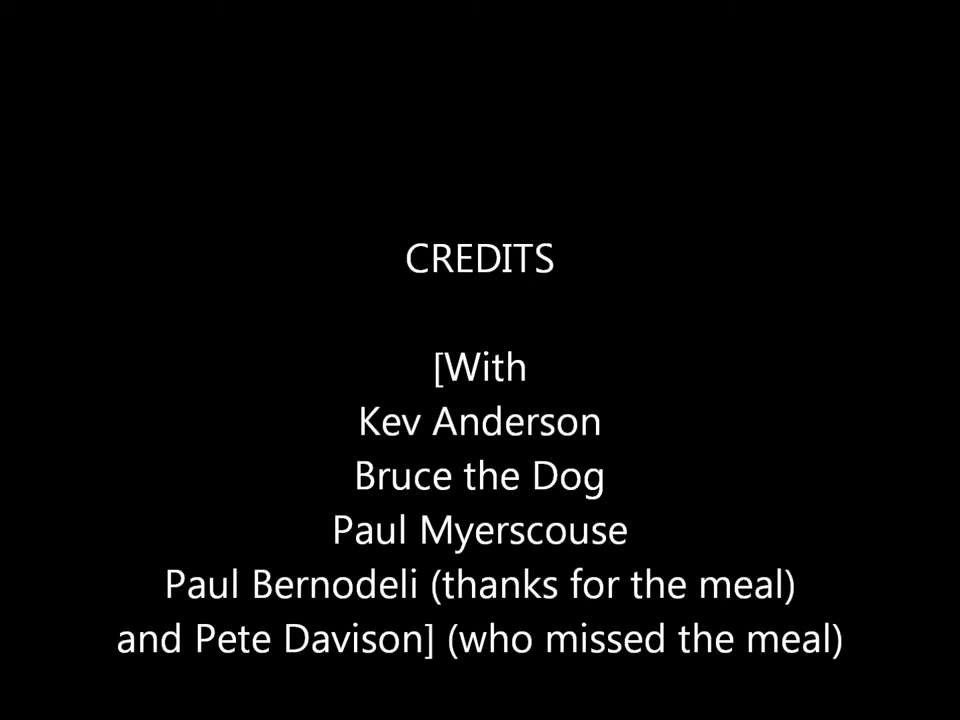 CREDITS
[With
Kev Anderson
Bruce the Dog
Paul Myerscouse
Paul Bernodeli (thanks for the meal)
and Pete Davison] (who missed the meal)